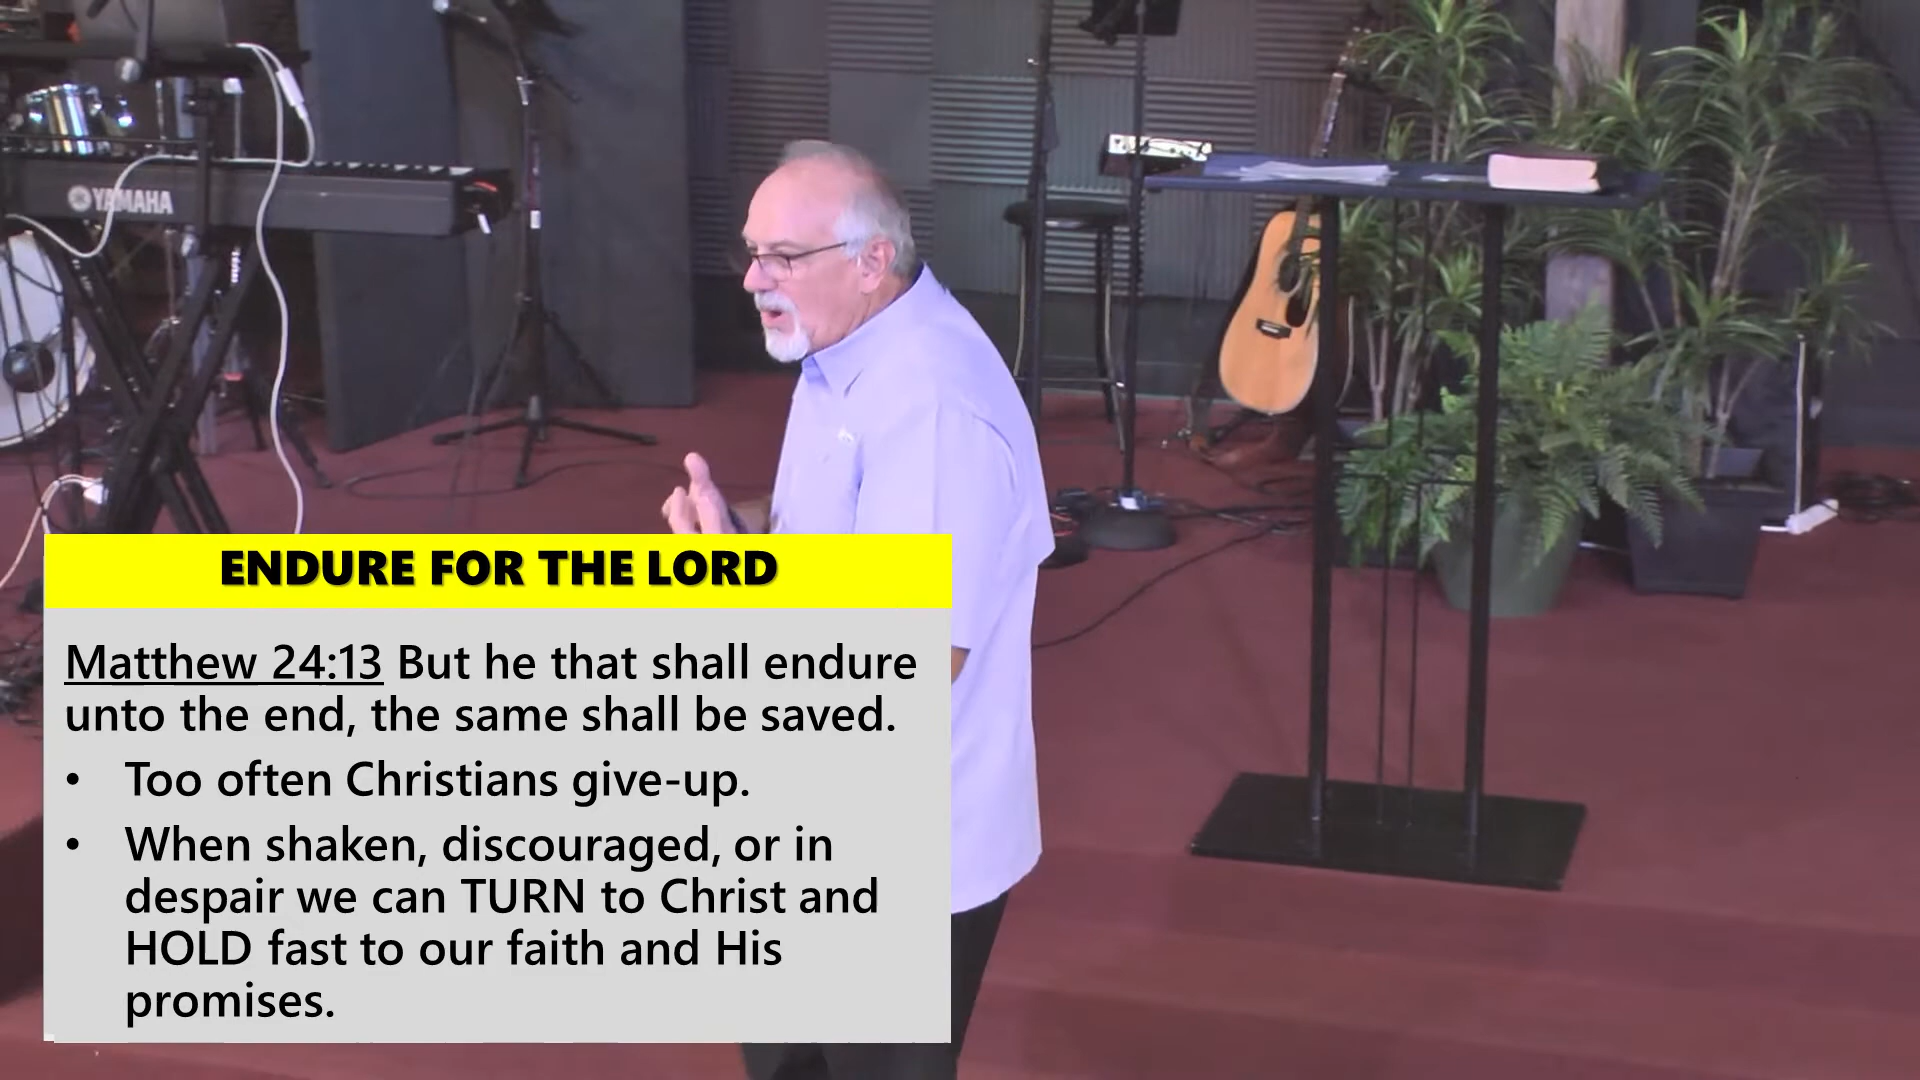 YAMAHA
ENDURE FOR THE LORD
Matthew 24:13 But he that shall endure
unto the end, the same shall be saved.
• Too often Christians give-up.
• When shaken, discouraged, or in
despair we can TURN to Christ and
HOLD fast to our faith and His
promises.